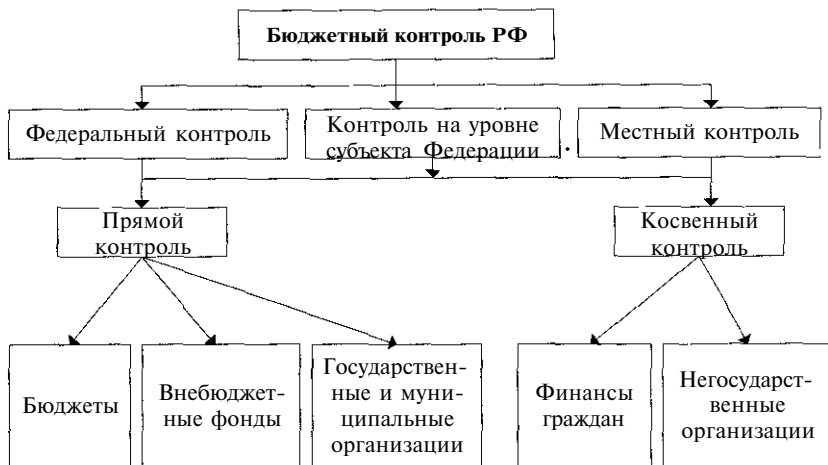 Бюджетный контроль РФ
Федеральный контроль
Контроль на уровне
субъекта Федерации
Местный контроль
Прямой
контроль
Косвенный
контроль
Бюджеты
Внебюджет-
ные фонды
Государствен-
ные и муни-
ципальные
организации
Финансы
граждан
Негосударст-
венные
организации